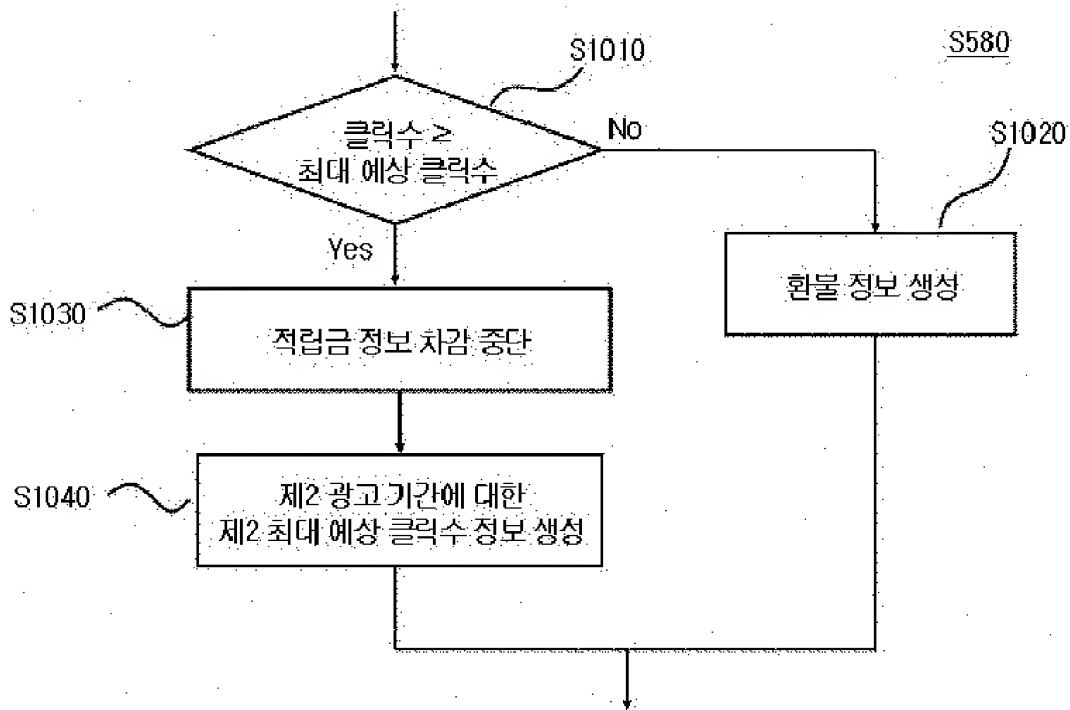 S1010
S580
클릭수 ≥
최대 예상 클릭수
No
S1020
Yes
환불 정보 생성
S1030
적립금 정보 차감 중단
S1040
제2 광고 기간에 대한
제2 최대 예상 클릭수 정보 생성